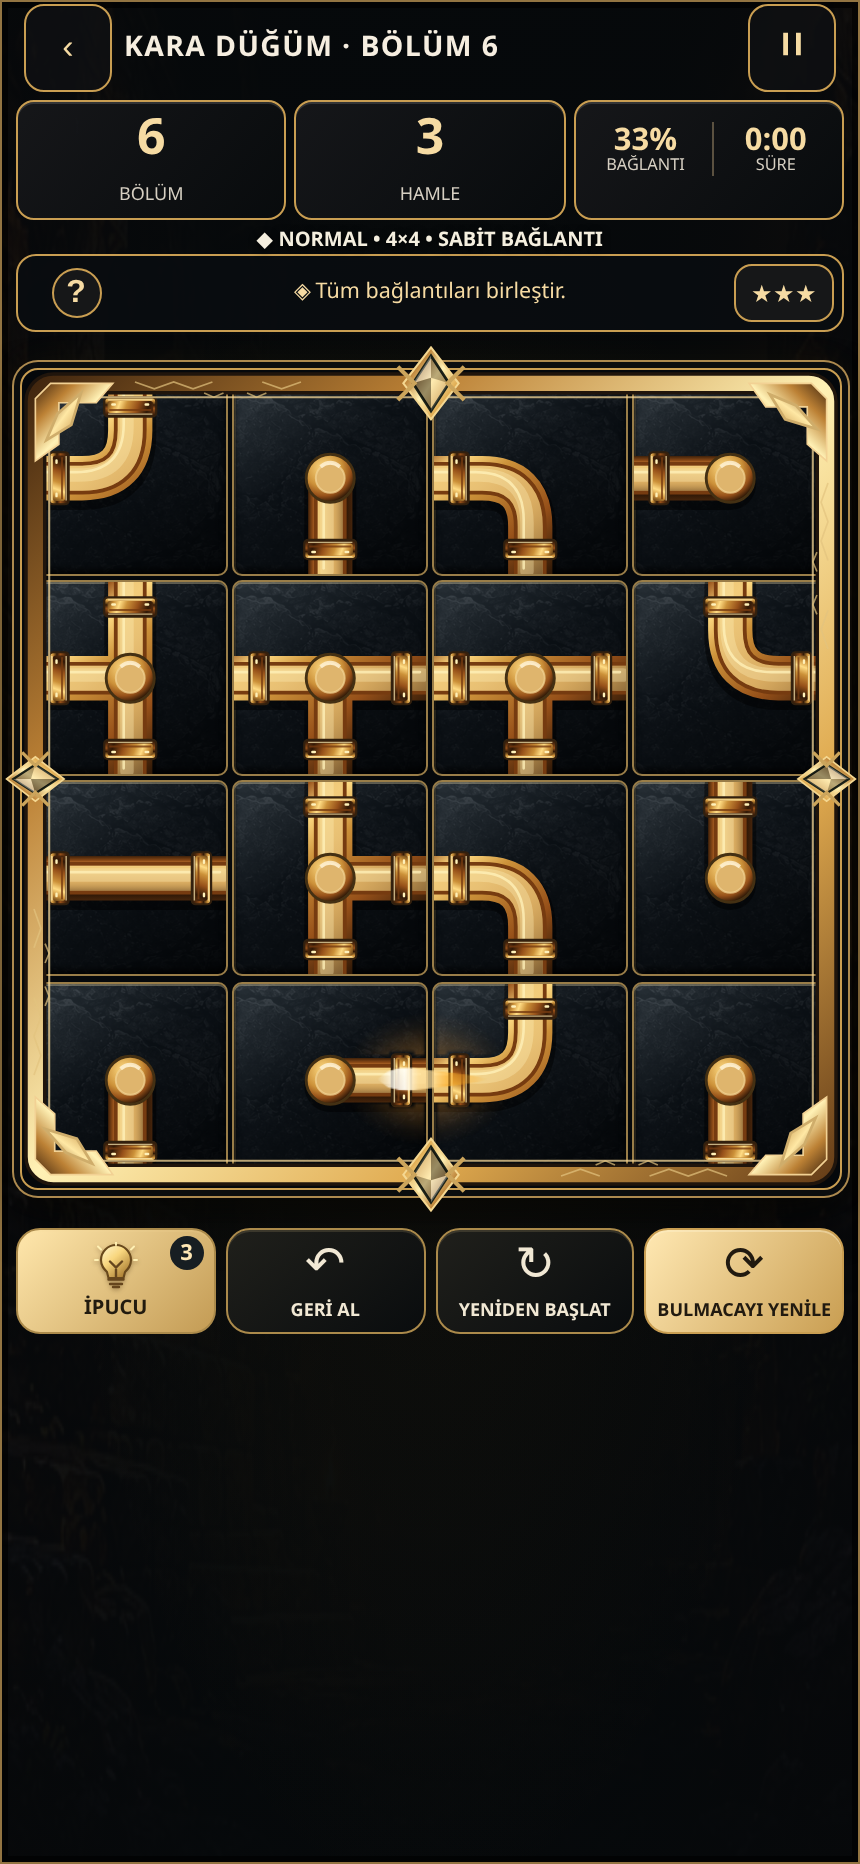 ‹ KARA DÜĞÜM · BÖLÜM 6
6
BÖLÜM
3
HAMLE
33%
BAĞLANTI
0:00
SÜRE
◆ NORMAL • 4×4 • SABİT BAĞLANTI
?
◈ Tüm bağlantıları birleştir.
★★★
3
İPUCU
GERİ AL
YENİDEN BAŞLAT
BULMACAYI YENİLE